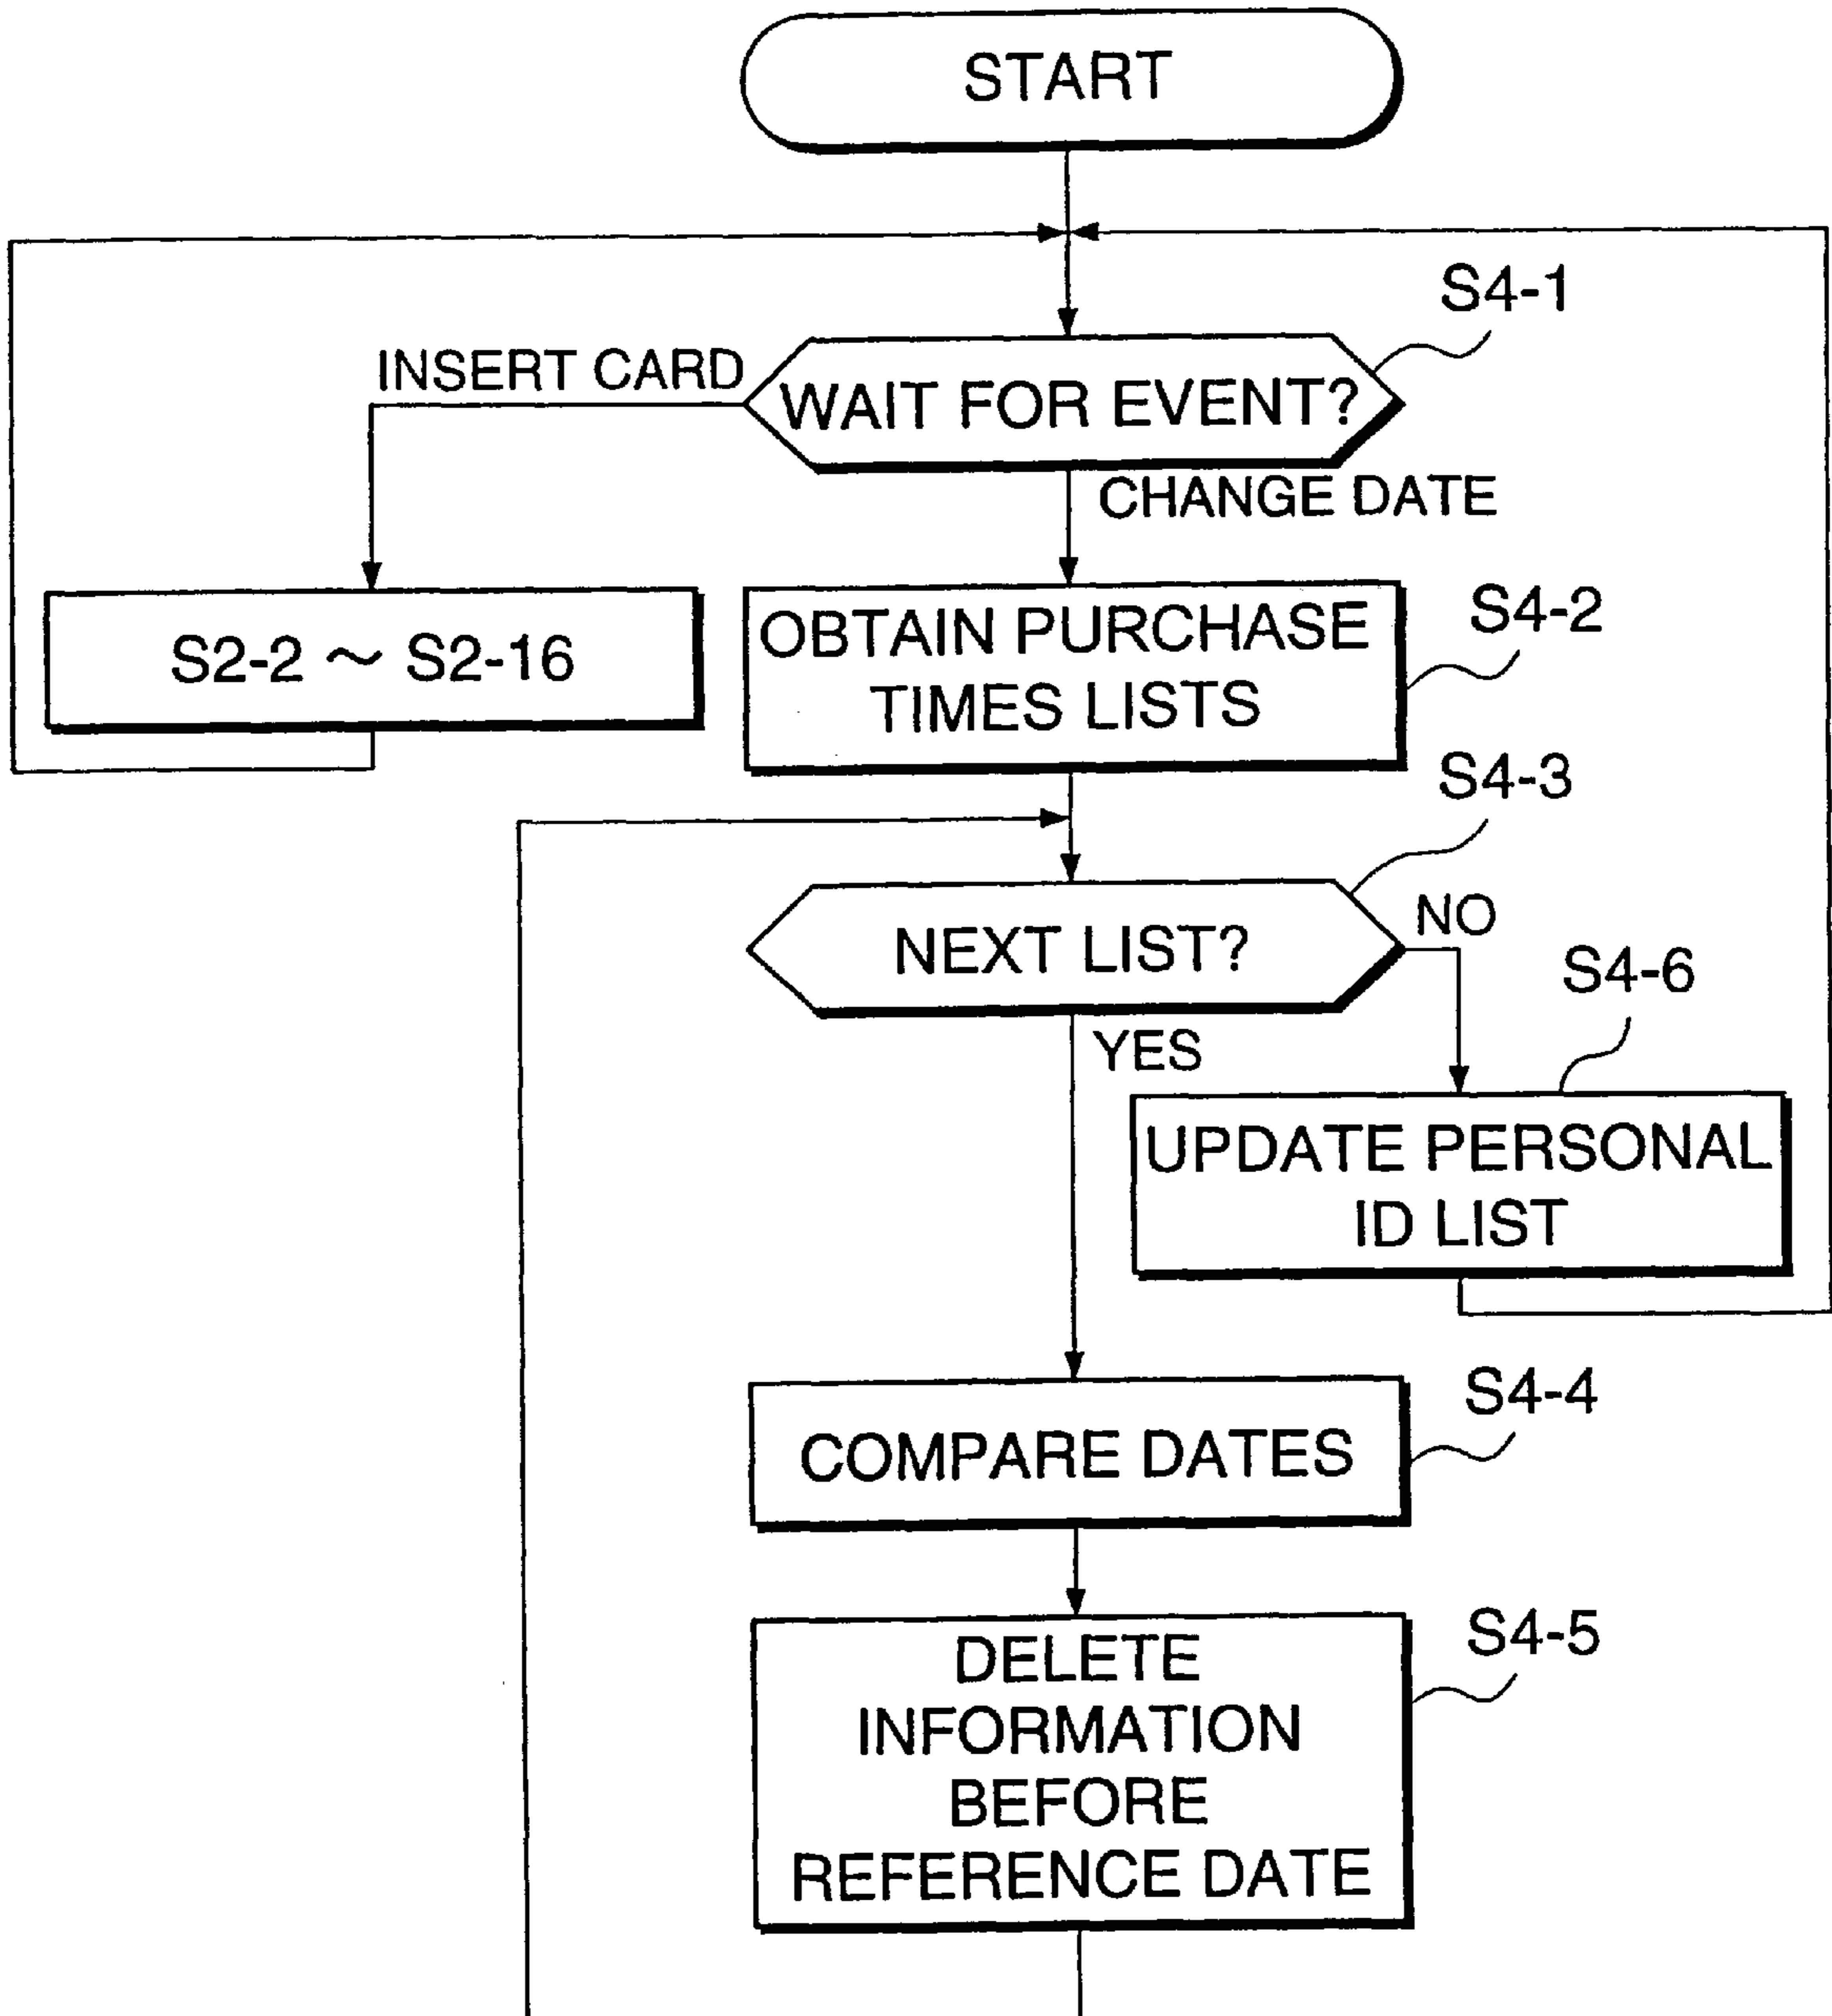 START
S4-1
INSERT CARD
WAIT FOR EVENT?
CHANGE DATE
S2-2 ～ S2-16
OBTAIN PURCHASE
TIMES LISTS
S4-2
S4-3
NEXT LIST?
NO
YES
S4-6
UPDATE PERSONAL
ID LIST
S4-4
COMPARE DATES
S4-5
DELETE
INFORMATION
BEFORE
REFERENCE DATE